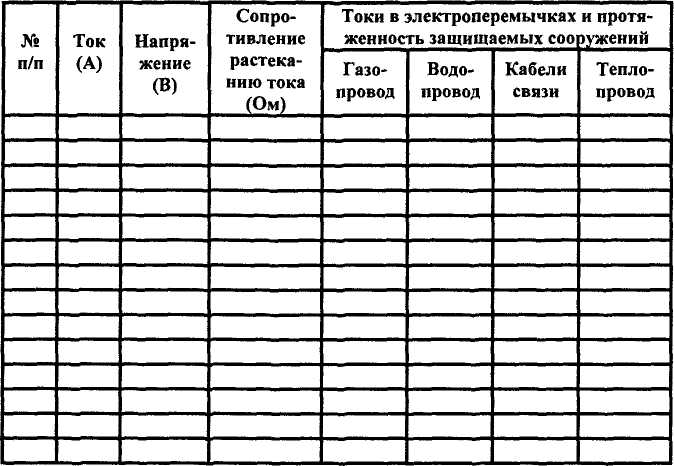 №
п/п
Ток
(А)
Напря-
жение
(В)
Сопро-
тивление
растека-
нию тока
(Ом)
Токи в электроперемычках и протя-
женность защищаемых сооружений
Газо-
провод
Водо-
провод
Кабели
связи
Тепло-
провод